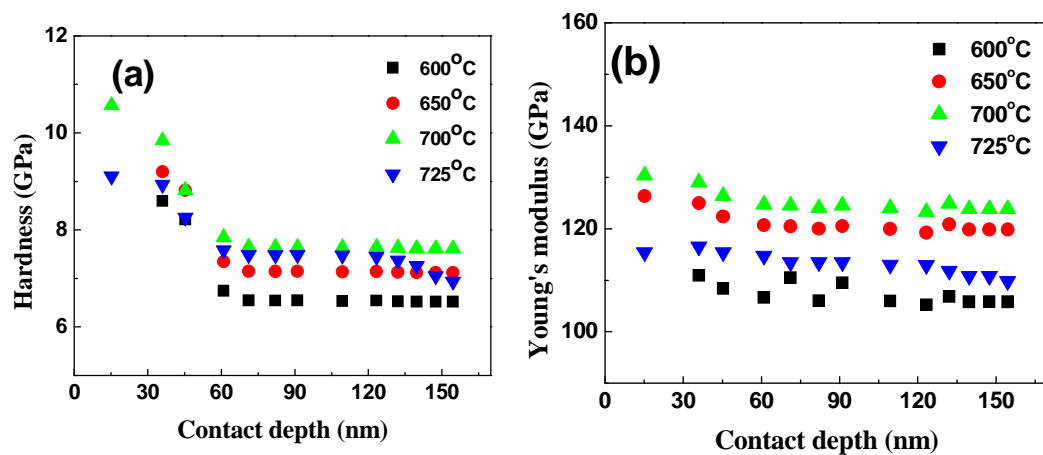 (a)
600°C
650°C
700°C
725°C
Hardness (GPa)
12
10
8
6
0 30 60 90 120 150
Contact depth (nm)
(b)
600°C
650°C
700°C
725°C
Young's modulus (GPa)
160
140
120
100
0 30 60 90 120 150
Contact depth (nm)